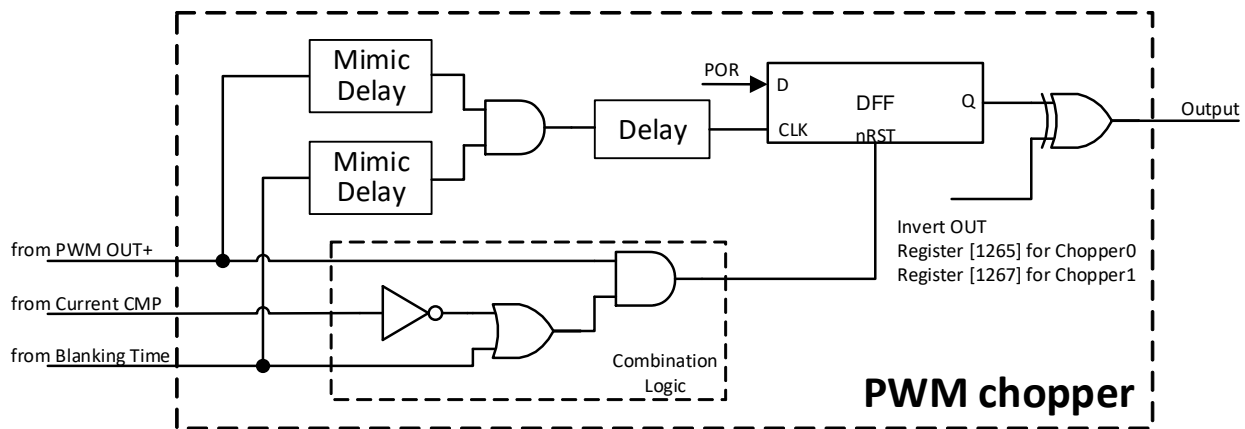 Mimic
Delay
Mimic
Delay
Delay
POR
D
DFF
Q
CLK
nRST
Output
Invert OUT
Register [1265] for Chopper0
Register [1267] for Chopper1
from PWM OUT+
from Current CMP
from Blanking Time
Combination
Logic
PWM chopper